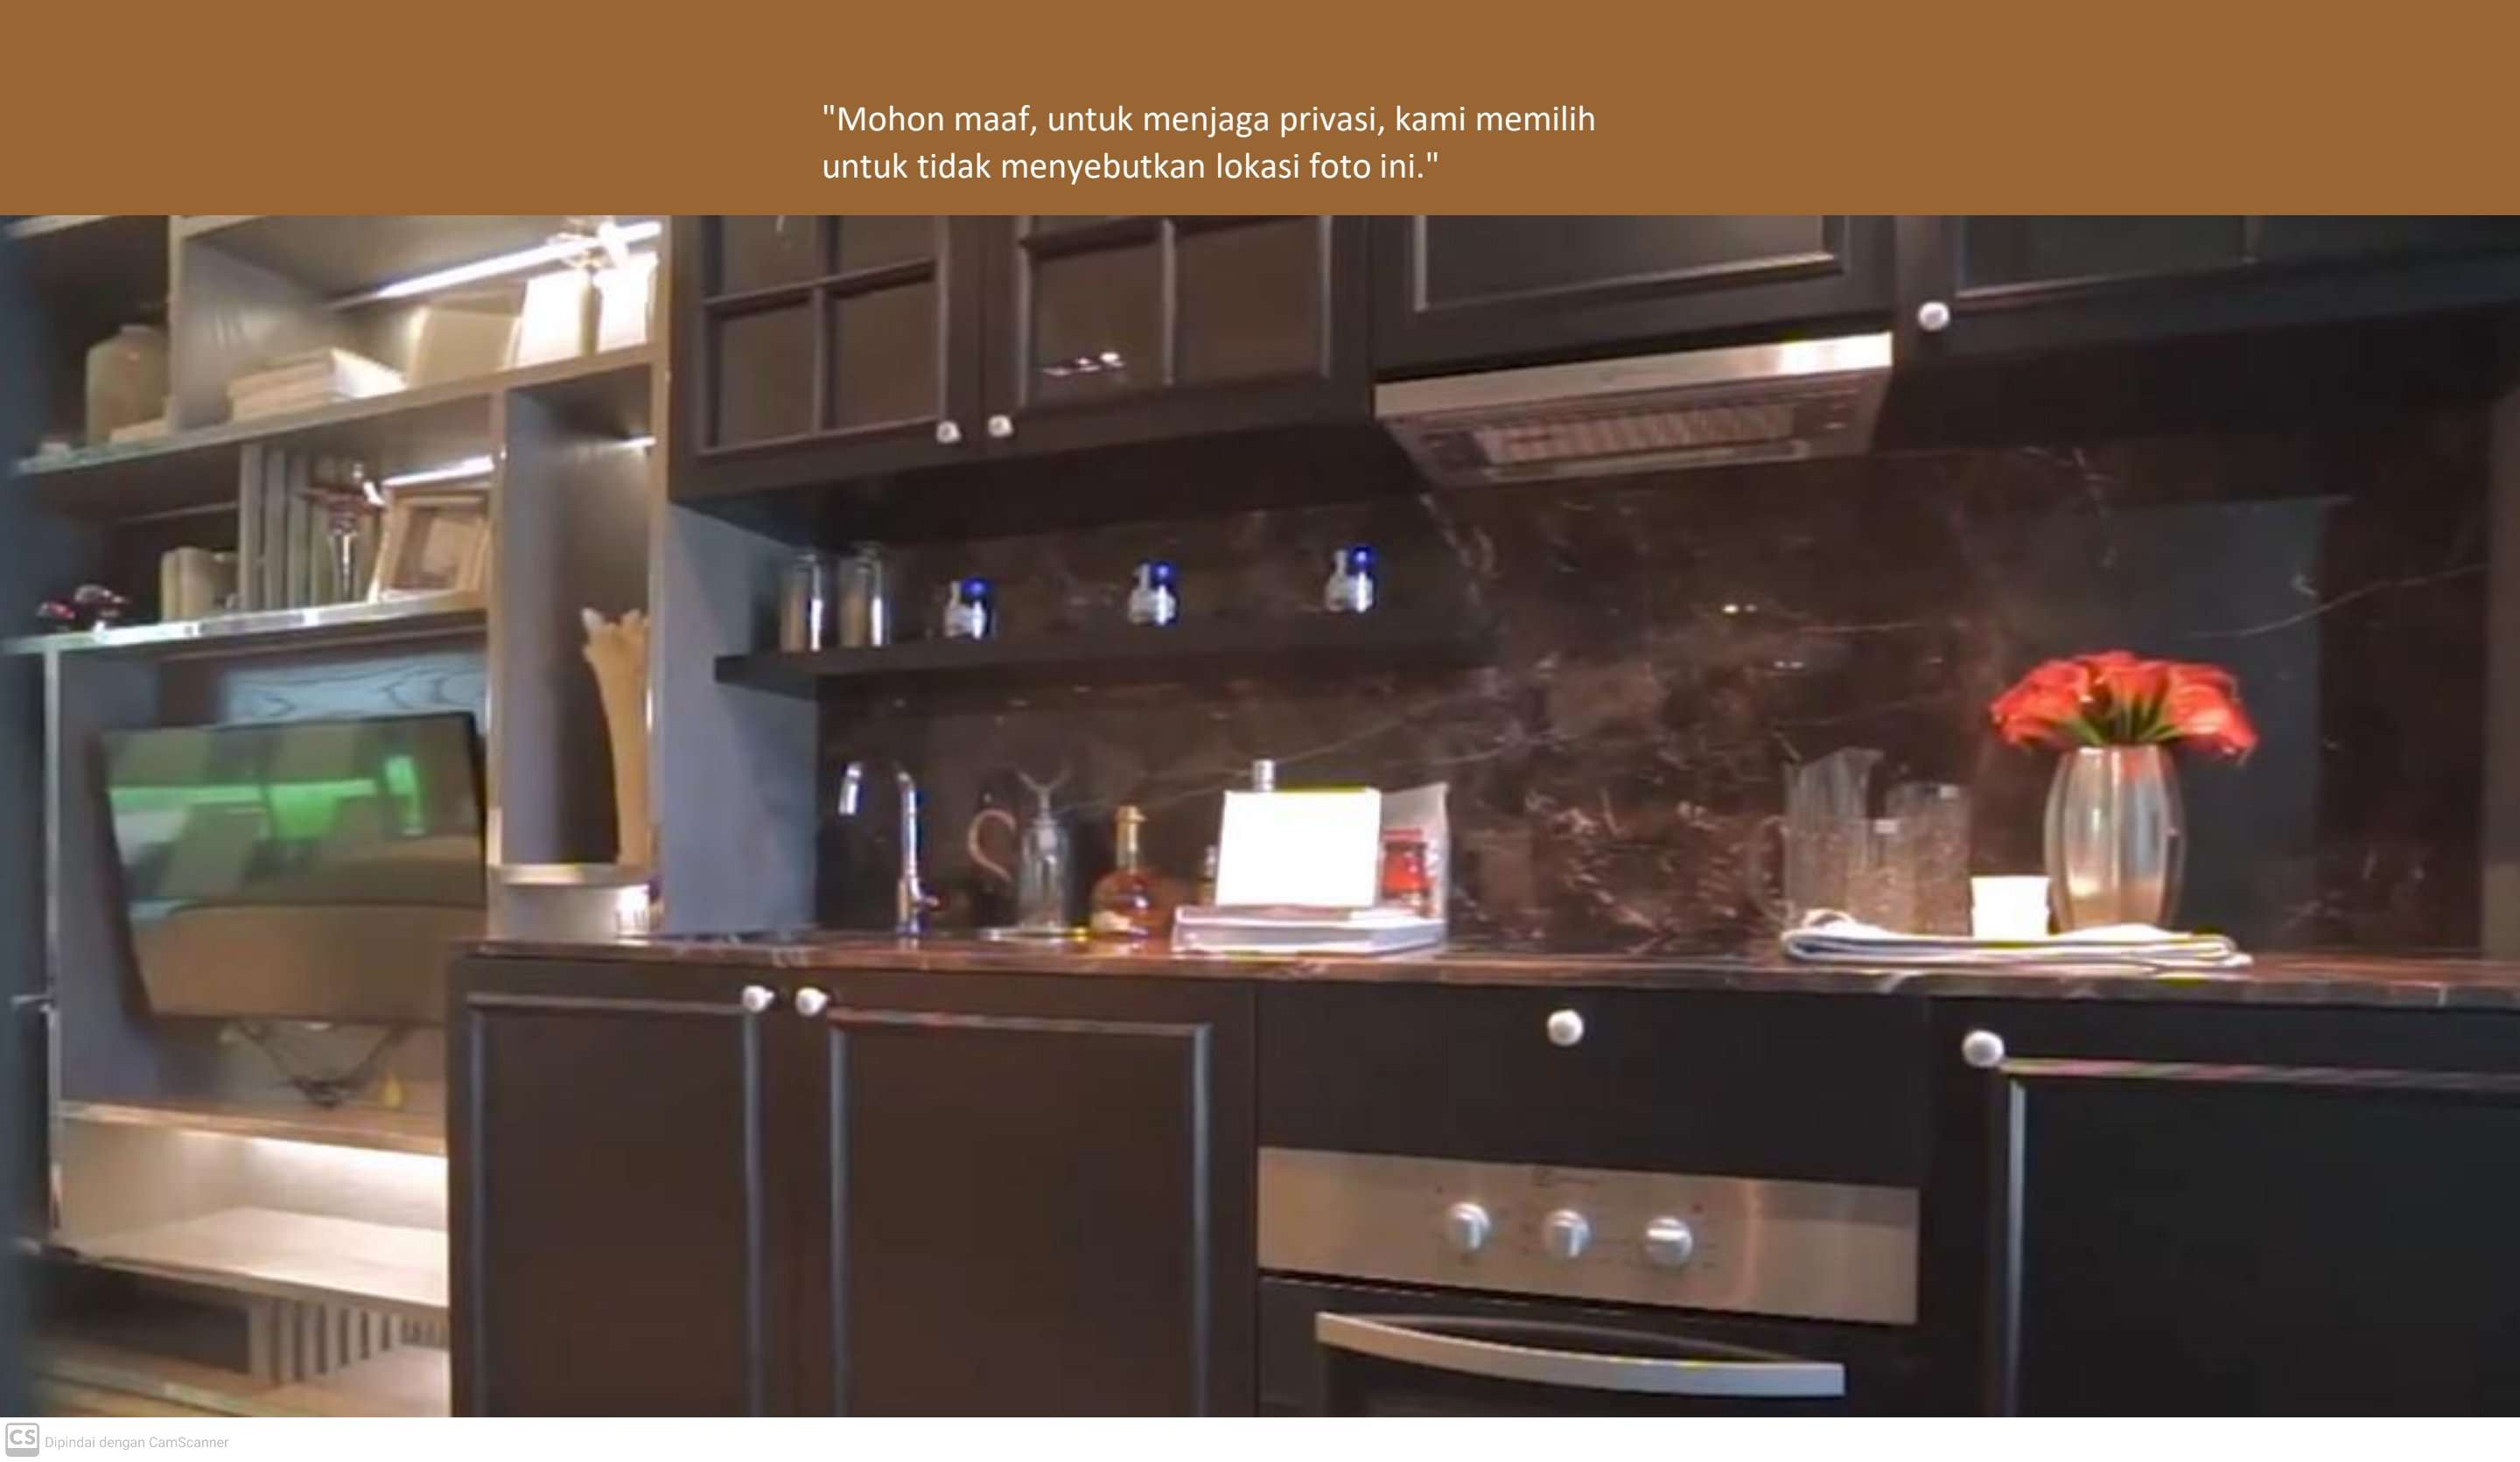 "Mohon maaf, untuk menjaga privasi, kami memilih
untuk tidak menyebutkan lokasi foto ini."
CS Dipindai dengan CamScanner